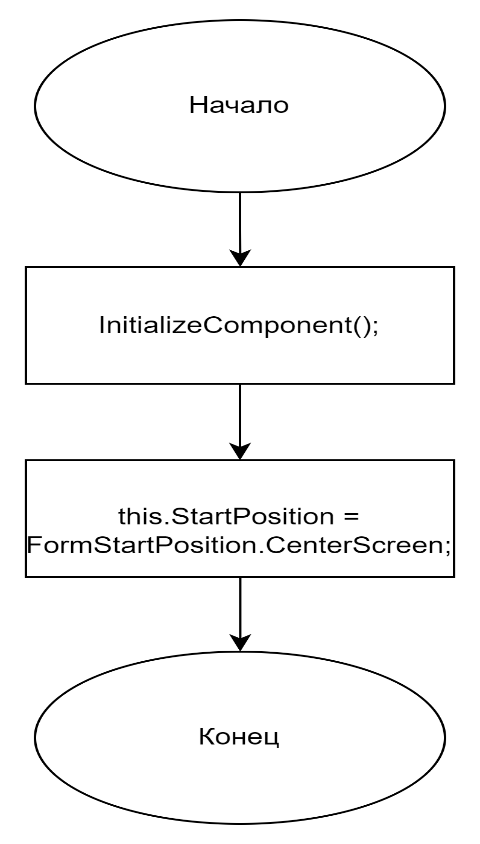 Начало
InitializeComponent();
this.StartPosition =
FormStartPosition.CenterScreen;
Конец